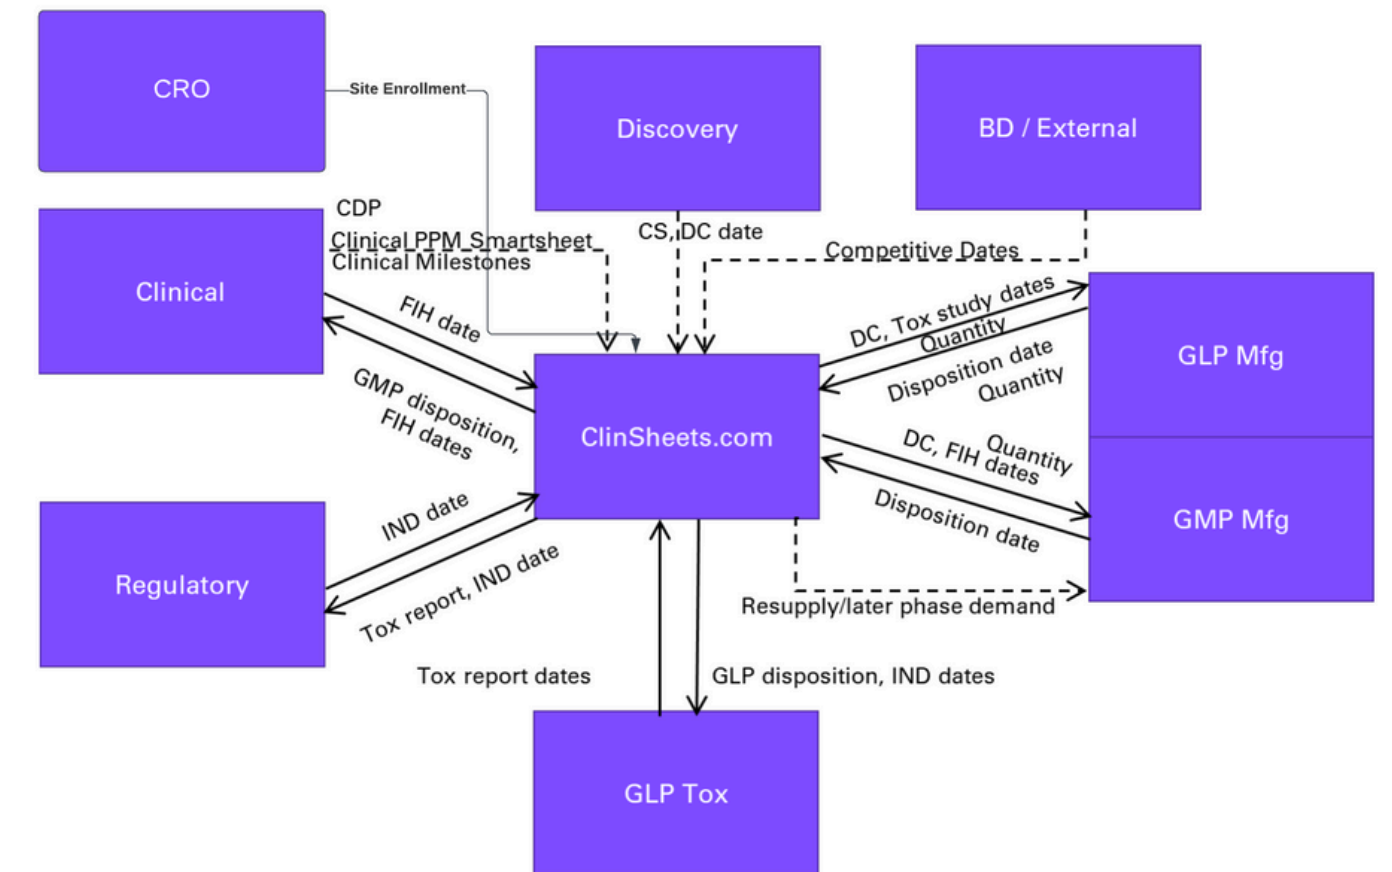 CRO
Site Enrollment
Discovery
BD / External
CDP
Clinical PPM Smartsheet
Clinical Milestones
CS, DC date
Competitive Dates
Clinical
FIH date
GMP disposition,
FIH dates
DC, Tox study dates
Quantity
Disposition date
Quantity
GLP Mfg
ClinSheets.com
Quantity
DC, FIH dates
Disposition date
GMP Mfg
IND date
Regulatory
Tox report, IND date
Resupply/later phase demand
Tox report dates
GLP disposition, IND dates
GLP Tox